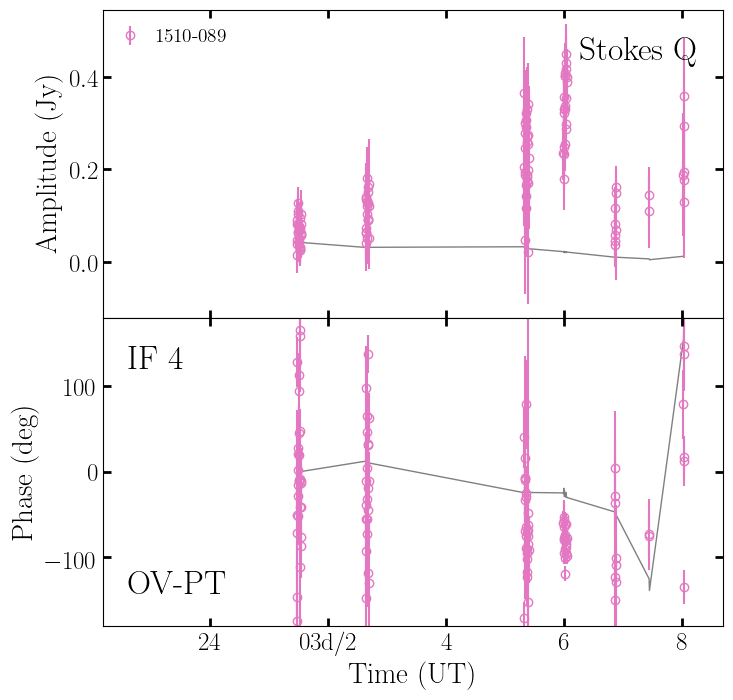 1510-089
Stokes Q
Amplitude (Jy)
0.4
0.2
0.0
IF 4
OV-PT
Phase (deg)
100
0
−100
24
03d/2
4
6
8
Time (UT)